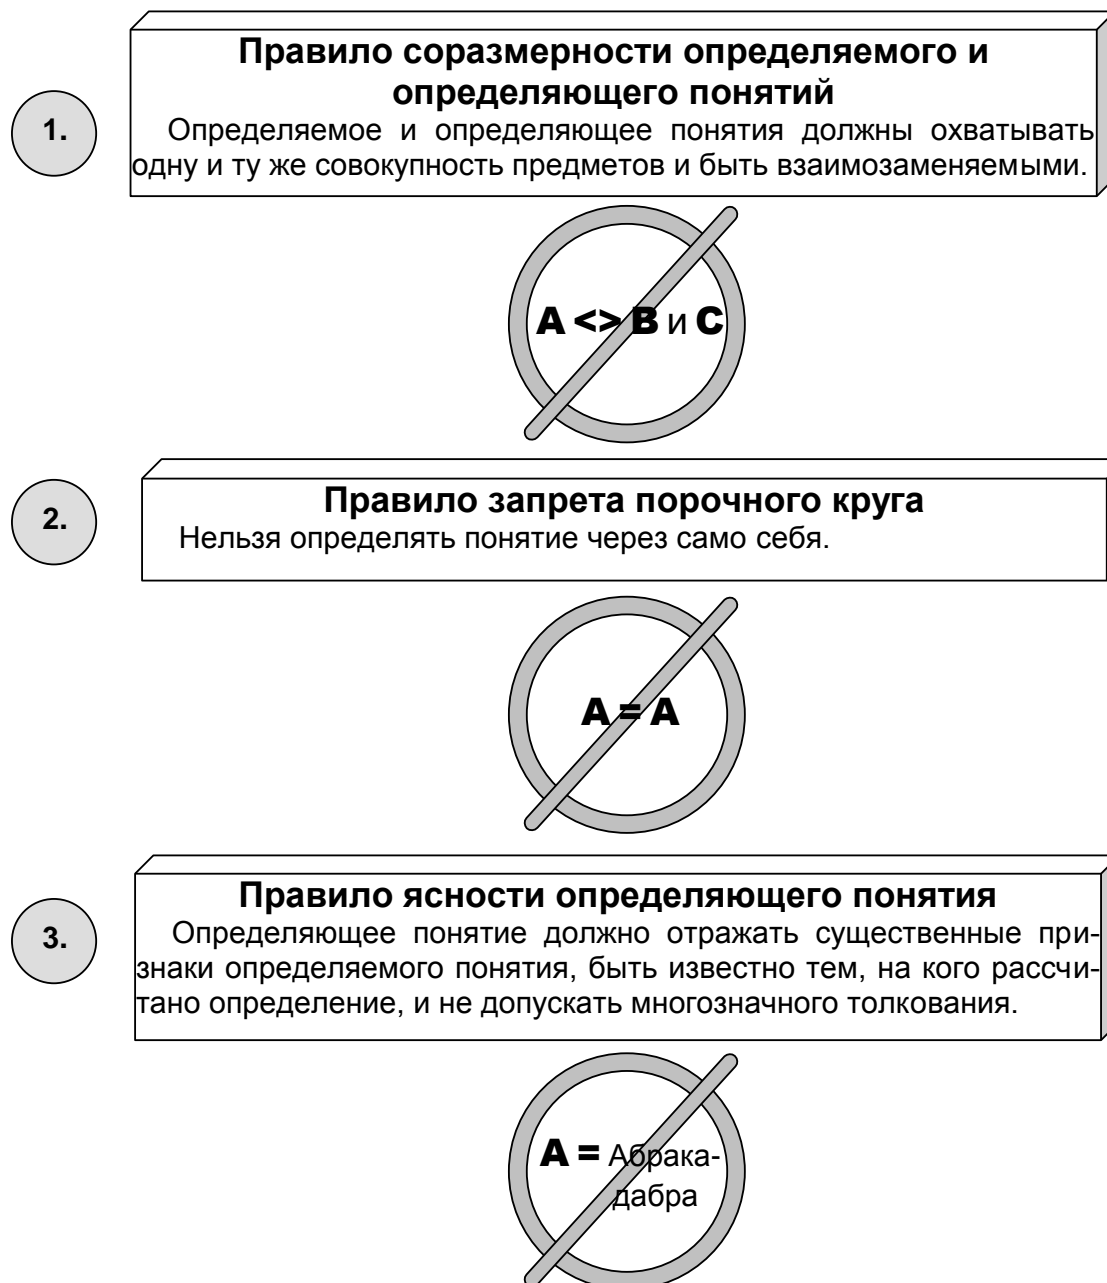 Правило соразмерности определяемого и
определяющего понятий
1.
Определяемое и определяющее понятия должны охватывать
одну и ту же совокупность предметов и быть взаимозаменяемыми.
A <> B и C
2.
Правило запрета порочного круга
Нельзя определять понятие через само себя.
A = A
Правило ясности определяющего понятия
3.
Определяющее понятие должно отражать существенные при-
знаки определяемого понятия, быть известно тем, на кого рассчи-
тано определение, и не допускать многозначного толкования.
A = Абрака-
дабра